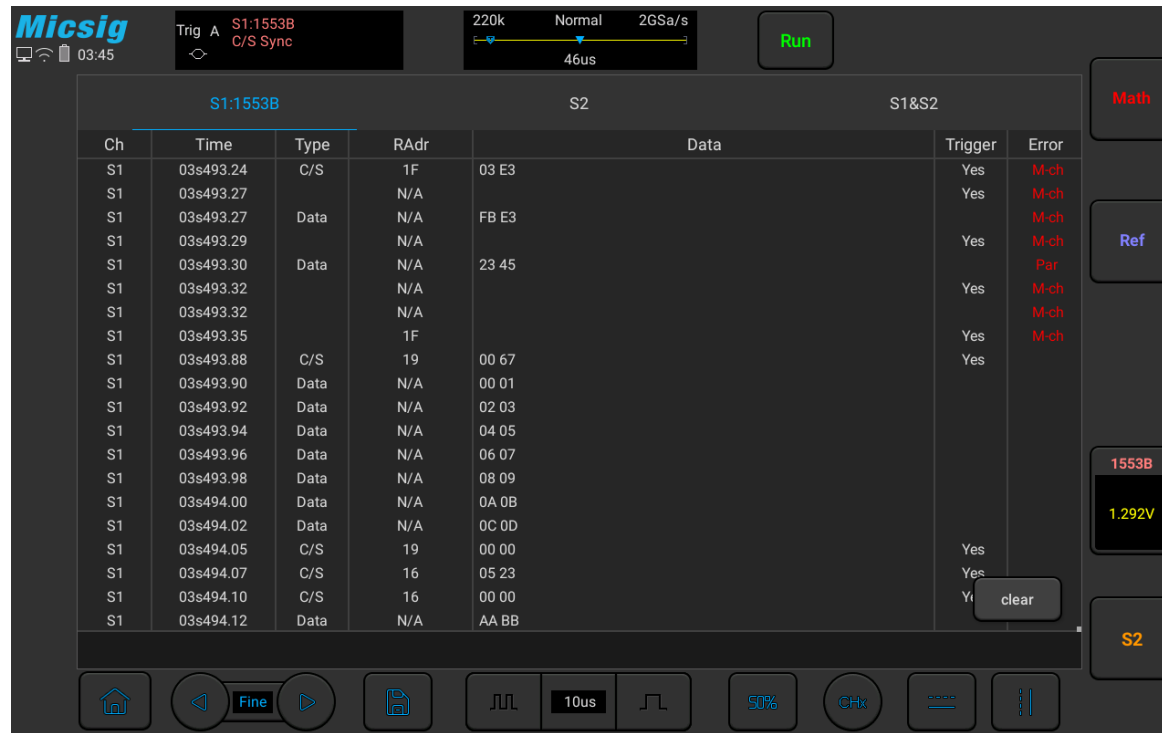 Micsig
03:45
Trig A S1:1553B
C/S Sync
220k Normal 2GSa/s
46us
Run
S1:1553B S2 S1&S2
Math
Ch Time Type RAdr Data Trigger Error
S1 03s493.24 C/S 1F 03 E3 Yes M-ch
S1 03s493.27 N/A Yes M-ch
S1 03s493.27 Data N/A FB E3 M-ch
S1 03s493.29 N/A Yes M-ch
Ref
S1 03s493.30 Data N/A 23 45 Par
S1 03s493.32 N/A Yes M-ch
S1 03s493.32 N/A M-ch
S1 03s493.35 1F Yes M-ch
S1 03s493.88 C/S 19 00 67 Yes
S1 03s493.90 Data N/A 00 01
S1 03s493.92 Data N/A 02 03
S1 03s493.94 Data N/A 04 05
S1 03s493.96 Data N/A 06 07
1553B
S1 03s493.98 Data N/A 08 09
S1 03s494.00 Data N/A 0A 0B
1.292V
S1 03s494.02 Data N/A 0C 0D
S1 03s494.05 C/S 19 00 00 Yes
S1 03s494.07 C/S 16 05 23 Yes
S1 03s494.10 C/S 16 00 00
clear
S1 03s494.12 Data N/A AA BB
S2
Fine
10us
50%
CHx